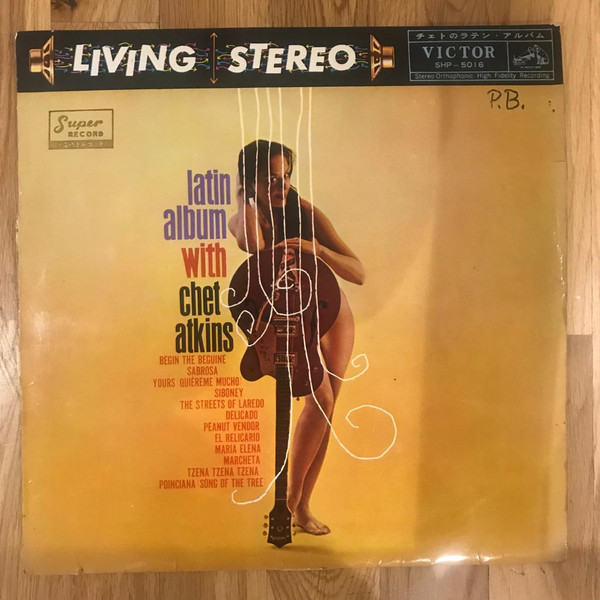 LIVING STEREO
チェトのラテン・アルバム
VICTOR
SHP-5016
Stereo-Orthophonic High Fidelity Recording
P.B.
Super
RECORD
latin
album
with
chet
atkins
BEGIN THE BEGUINE
SABROSA
YOURS QUIÉREME MUCHO
SIBONEY
THE STREETS OF LAREDO
DELICADO
PEANUT VENDOR
EL RELICARIO
MARIA ELENA
MARCHETA
TZENA TZENA TZENA
POINCIANA SONG OF THE TREE